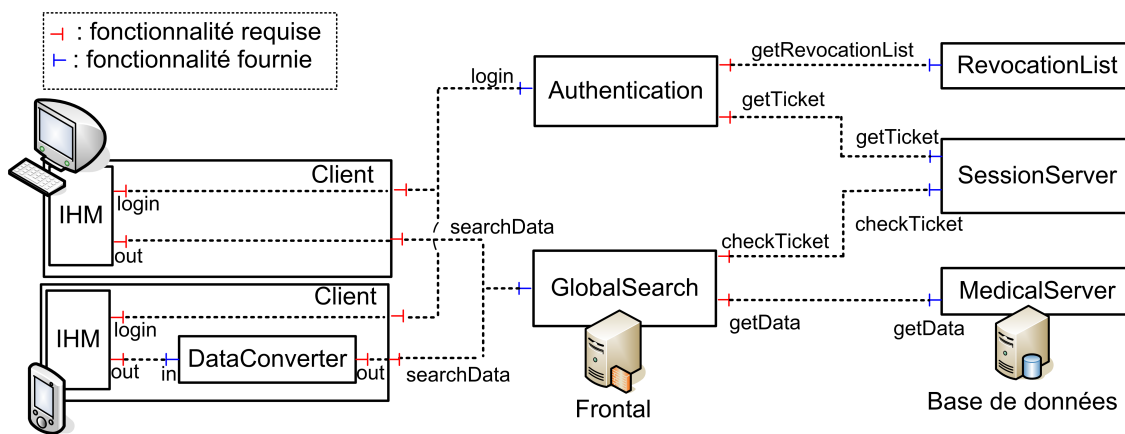 : fonctionnalité requise
: fonctionnalité fournie
login
Authentication
getRevocationList
RevocationList
getTicket
getTicket
SessionServer
checkTicket
Client
IHM
login
out
searchData
checkTicket
GlobalSearch
getData
MedicalServer
getData
Client
IHM
login
out
in
DataConverter
out
searchData
Frontal
Base de données